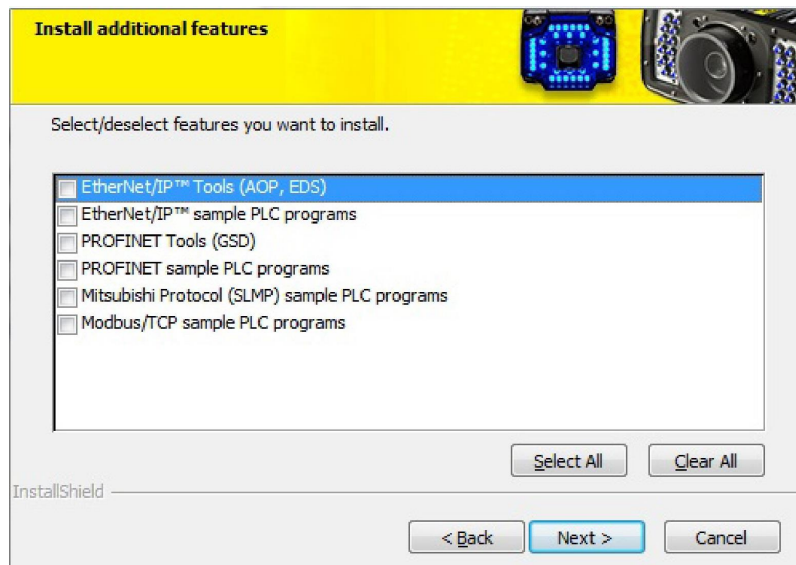 Install additional features
Select/deselect features you want to install.
EtherNet/IP™ Tools (AOP, EDS)
EtherNet/IP™ sample PLC programs
PROFINET Tools (GSD)
PROFINET sample PLC programs
Mitsubishi Protocol (SLMP) sample PLC programs
Modbus/TCP sample PLC programs
Select All Clear All
InstallShield
< Back Next > Cancel